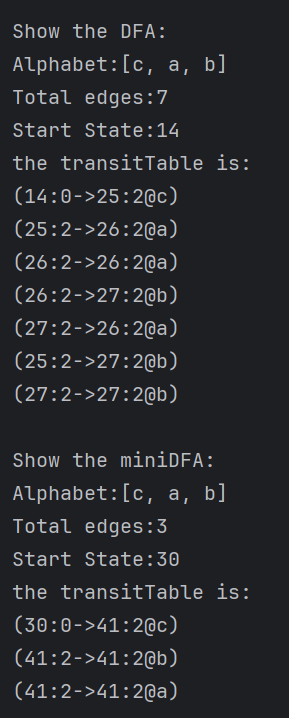 Show the DFA:
Alphabet:[c, a, b]
Total edges:7
Start State:14
the transitTable is:
(14:0->25:2@c)
(25:2->26:2@a)
(26:2->26:2@a)
(26:2->27:2@b)
(27:2->26:2@a)
(25:2->27:2@b)
(27:2->27:2@b)
Show the miniDFA:
Alphabet:[c, a, b]
Total edges:3
Start State:30
the transitTable is:
(30:0->41:2@c)
(41:2->41:2@b)
(41:2->41:2@a)